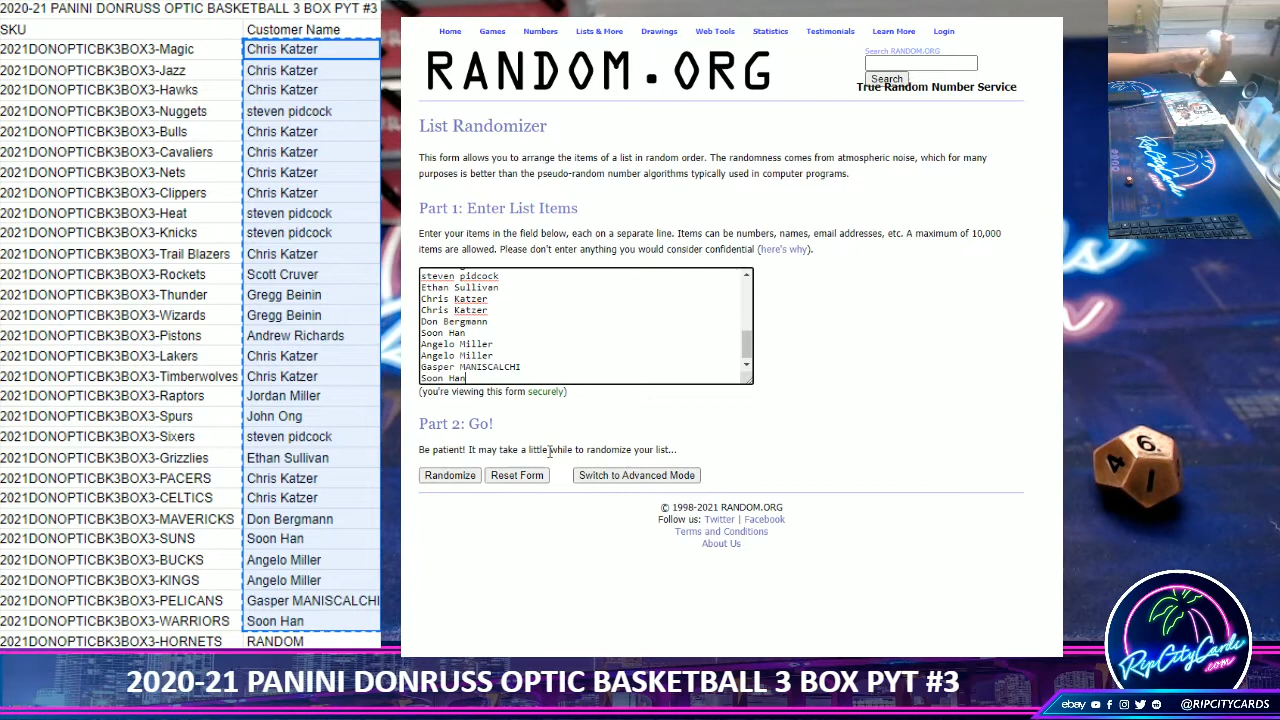 2020-21 PANINI DONRUSS OPTIC BASKETBALL 3 BOX PYT #3
SKU Customer Name
2021DONOPTICBK3BOX3-Magic Chris Katzer
2021DONOPTICBK3BOX3-Jazz Chris Katzer
2021DONOPTICBK3BOX3-Hawks Chris Katzer
2021DONOPTICBK3BOX3-Nuggets steven pidcock
2021DONOPTICBK3BOX3-Bulls Chris Katzer
2021DONOPTICBK3BOX3-Cavaliers Chris Katzer
2021DONOPTICBK3BOX3-Nets Chris Katzer
2021DONOPTICBK3BOX3-Clippers Chris Katzer
2021DONOPTICBK3BOX3-Heat steven pidcock
2021DONOPTICBK3BOX3-Knicks steven pidcock
2021DONOPTICBK3BOX3-Trail Blazers Chris Katzer
2021DONOPTICBK3BOX3-Rockets Scott Cruver
2021DONOPTICBK3BOX3-Thunder Gregg Beinin
2021DONOPTICBK3BOX3-Wizards Gregg Beinin
2021DONOPTICBK3BOX3-Pistons Andrew Richards
2021DONOPTICBK3BOX3-Lakers Chris Katzer
2021DONOPTICBK3BOX3-Timberwolves Chris Katzer
2021DONOPTICBK3BOX3-Raptors Jordan Miller
2021DONOPTICBK3BOX3-Spurs John Ong
2021DONOPTICBK3BOX3-Sixers steven pidcock
2021DONOPTICBK3BOX3-Grizzlies Ethan Sullivan
2021DONOPTICBK3BOX3-PACERS Chris Katzer
2021DONOPTICBK3BOX3-CELTICS Chris Katzer
2021DONOPTICBK3BOX3-MAVERICKS Don Bergmann
2021DONOPTICBK3BOX3-SUNS Soon Han
2021DONOPTICBK3BOX3-BUCKS Angelo Miller
2021DONOPTICBK3BOX3-KINGS Angelo Miller
2021DONOPTICBK3BOX3-PELICANS Gasper MANISCALCHI
2021DONOPTICBK3BOX3-WARRIORS Soon Han
2021DONOPTICBK3BOX3-HORNETS RANDOM
Home Games Numbers Lists & More Drawings Web Tools Statistics Testimonials Learn More Login
RANDOM.ORG
Search RANDOM.ORG
Search
True Random Number Service
List Randomizer
This form allows you to arrange the items of a list in random order. The randomness comes from atmospheric noise, which for many
purposes is better than the pseudo-random number algorithms typically used in computer programs.
Part 1: Enter List Items
Enter your items in the field below, each on a separate line. Items can be numbers, names, email addresses, etc. A maximum of 10,000
items are allowed. Please don't enter anything you would consider confidential (here's why).
steven pidcock
Ethan Sullivan
Chris Katzer
Chris Katzer
Don Bergmann
Soon Han
Angelo Miller
Angelo Miller
Gasper MANISCALCHI
Soon Han
(you're viewing this form securely)
Part 2: Go!
Be patient! It may take a little while to randomize your list...
Randomize Reset Form Switch to Advanced Mode
© 1998-2021 RANDOM.ORG
Follow us: Twitter | Facebook
Terms and Conditions
About Us
4 6 1
RipCityCards
.com
2020-21 PANINI DONRUSS OPTIC BASKETBALL 3 BOX PYT #3
ebay @RIPCITYCARDS